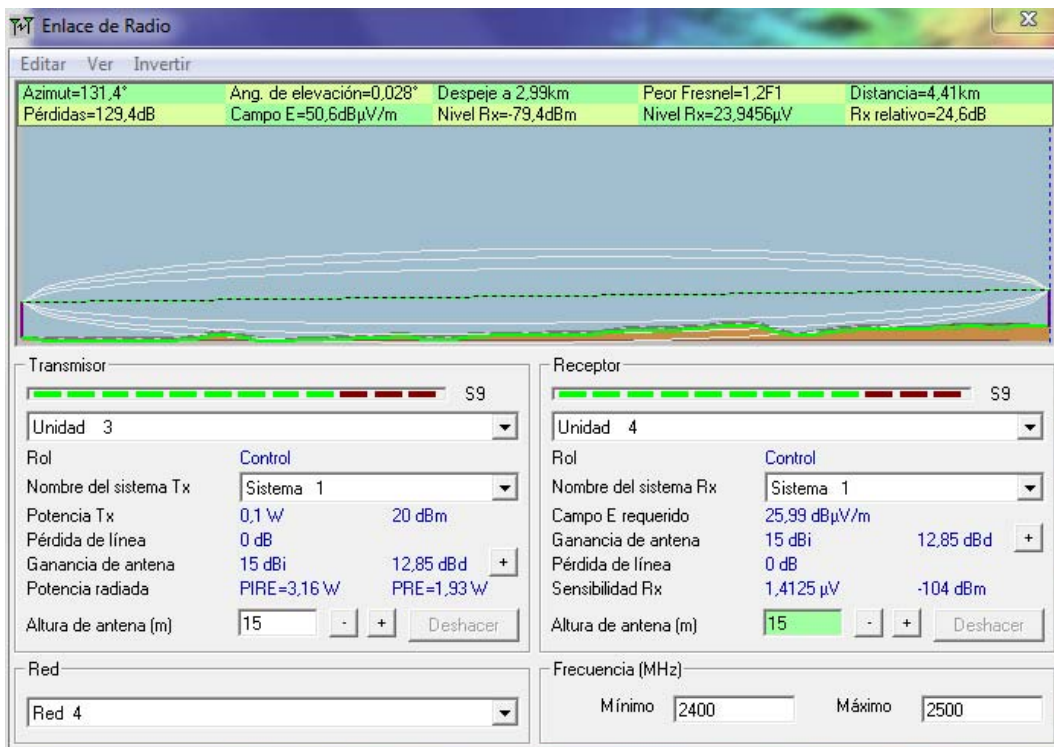 Enlace de Radio
Editar Ver Invertir
Azimut=131,4° Ang. de elevación=0,028° Despeje a 2,99km Peor Fresnel=1,2F1 Distancia=4,41km
Pérdidas=129,4dB Campo E=50,6dBµV/m Nivel Rx=-79,4dBm Nivel Rx=23,9456µV Rx relativo=24,6dB
Transmisor
S9
Unidad 3
Rol Control
Nombre del sistema Tx Sistema 1
Potencia Tx 0,1 W 20 dBm
Pérdida de línea 0 dB
Ganancia de antena 15 dBi 12,85 dBd +
Potencia radiada PIRE=3,16 W PRE=1,93 W
Altura de antena (m) 15 - + Deshacer
Red
Red 4
Receptor
S9
Unidad 4
Rol Control
Nombre del sistema Rx Sistema 1
Campo E requerido 25,99 dBµV/m
Ganancia de antena 15 dBi 12,85 dBd +
Pérdida de línea 0 dB
Sensibilidad Rx 1,4125 µV -104 dBm
Altura de antena (m) 15 - + Deshacer
Frecuencia (MHz)
Mínimo 2400 Máximo 2500